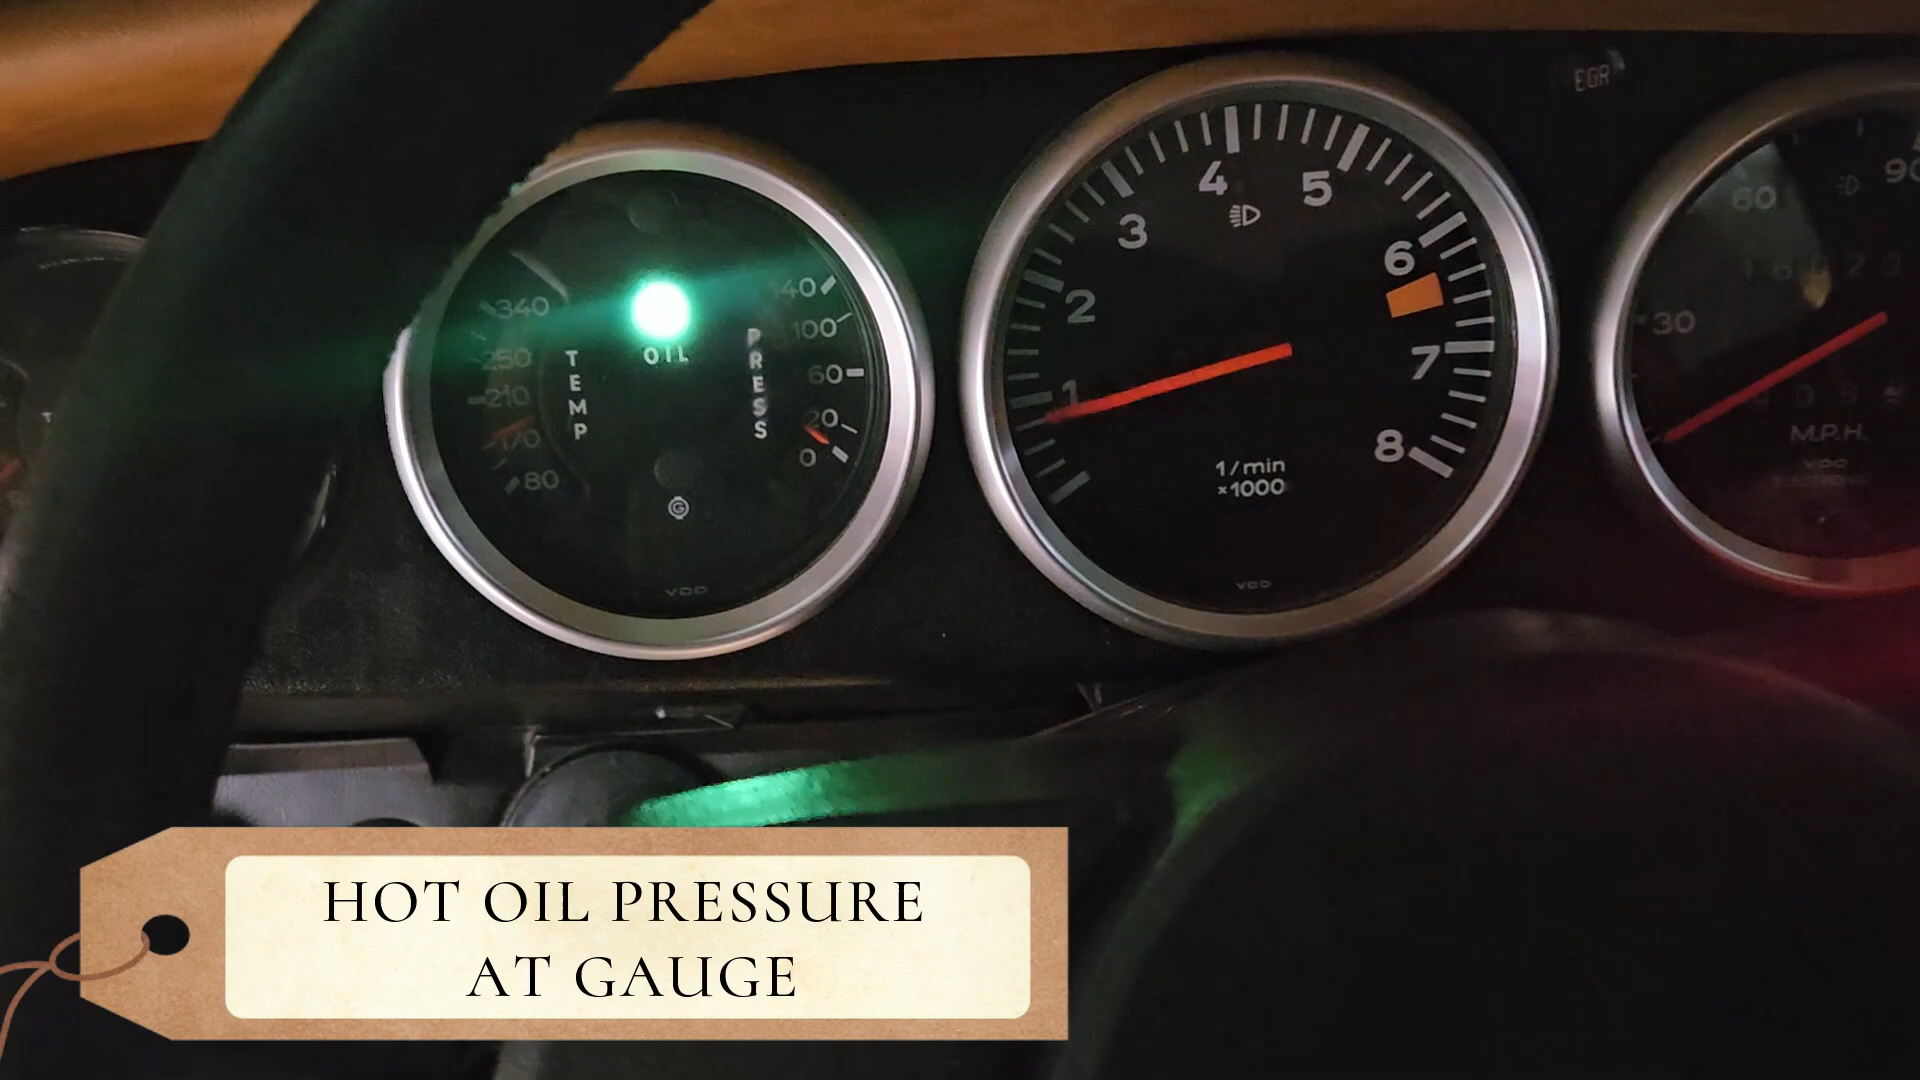 EGR
340
250
210
170
80
TEMP
OIL
PRESS
140
100
60
20
0
G
VDO
1
2
3
4
5
6
7
8
1/min
×1000
VDO
30
60
90
M.P.H.
VDO
HOT OIL PRESSURE
AT GAUGE